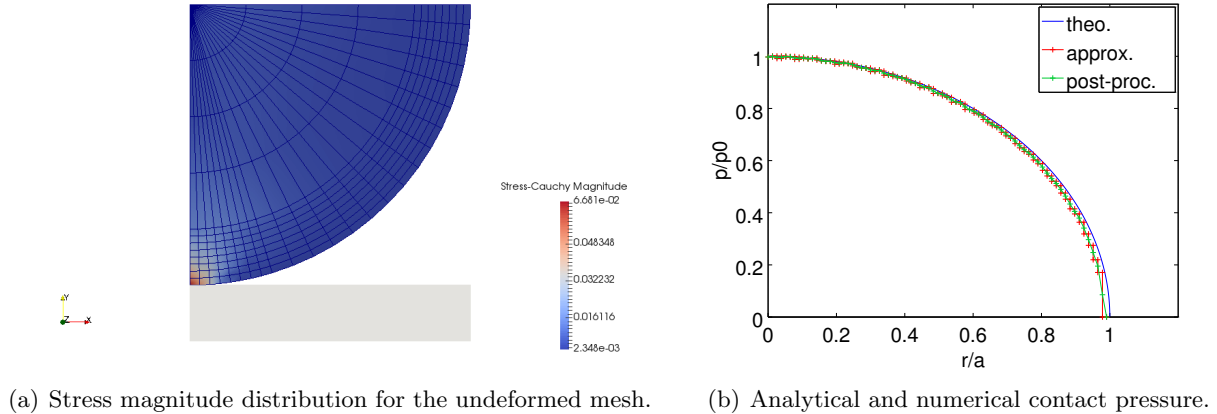 Stress-Cauchy Magnitude
6.681e-02
0.048348
0.032232
0.016116
2.348e-03
Y
Z
X
(a) Stress magnitude distribution for the undeformed mesh.
theo.
approx.
post-proc.
p/p0
1
0.8
0.6
0.4
0.2
0
0
0.2
0.4
0.6
0.8
1
r/a
(b) Analytical and numerical contact pressure.